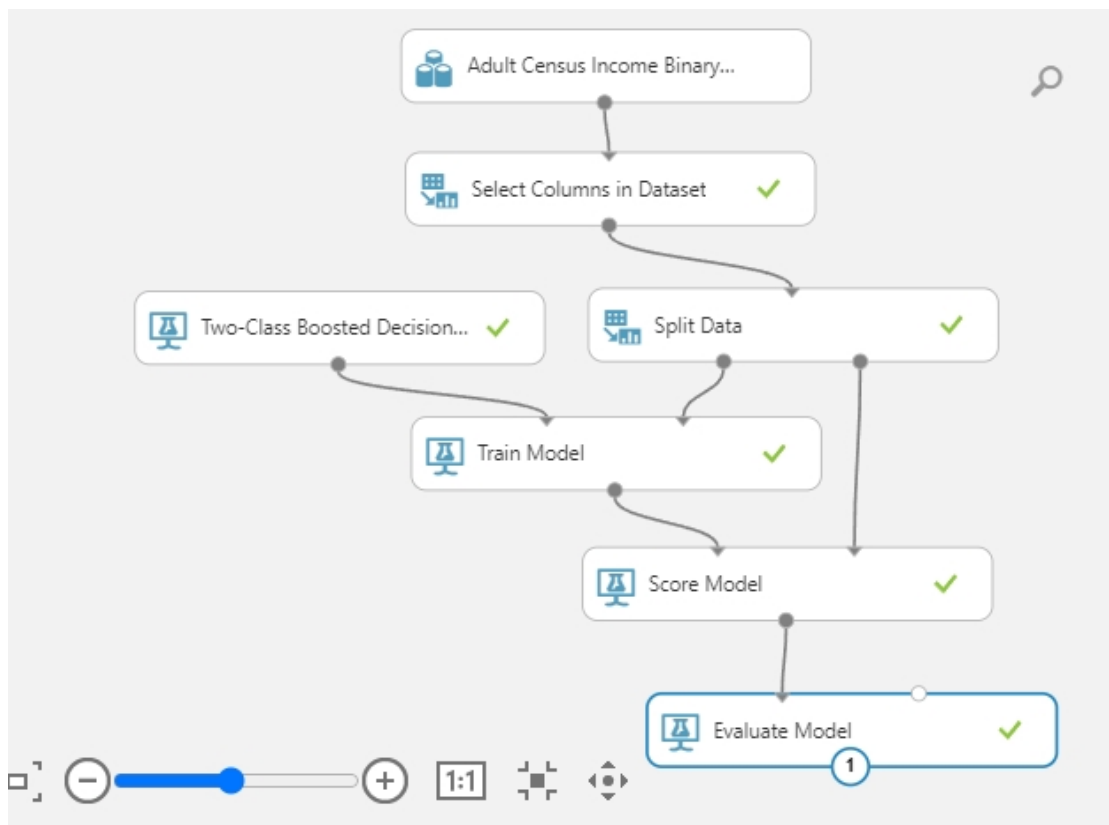 Adult Census Income Binary...
Select Columns in Dataset
Two-Class Boosted Decision...
Split Data
Train Model
Score Model
Evaluate Model
1
1:1